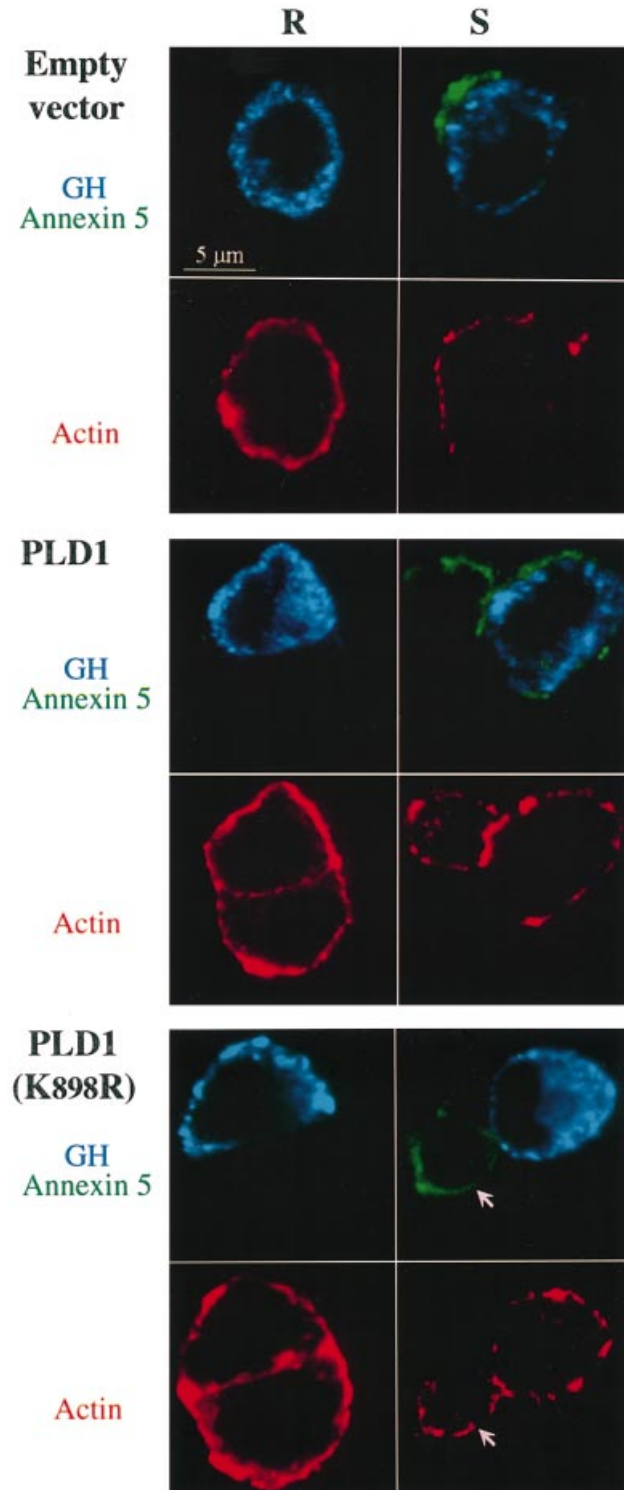 R S
Empty
vector
GH
Annexin 5
5 µm
Actin
PLD1
GH
Annexin 5
Actin
PLD1
(K898R)
GH
Annexin 5
Actin